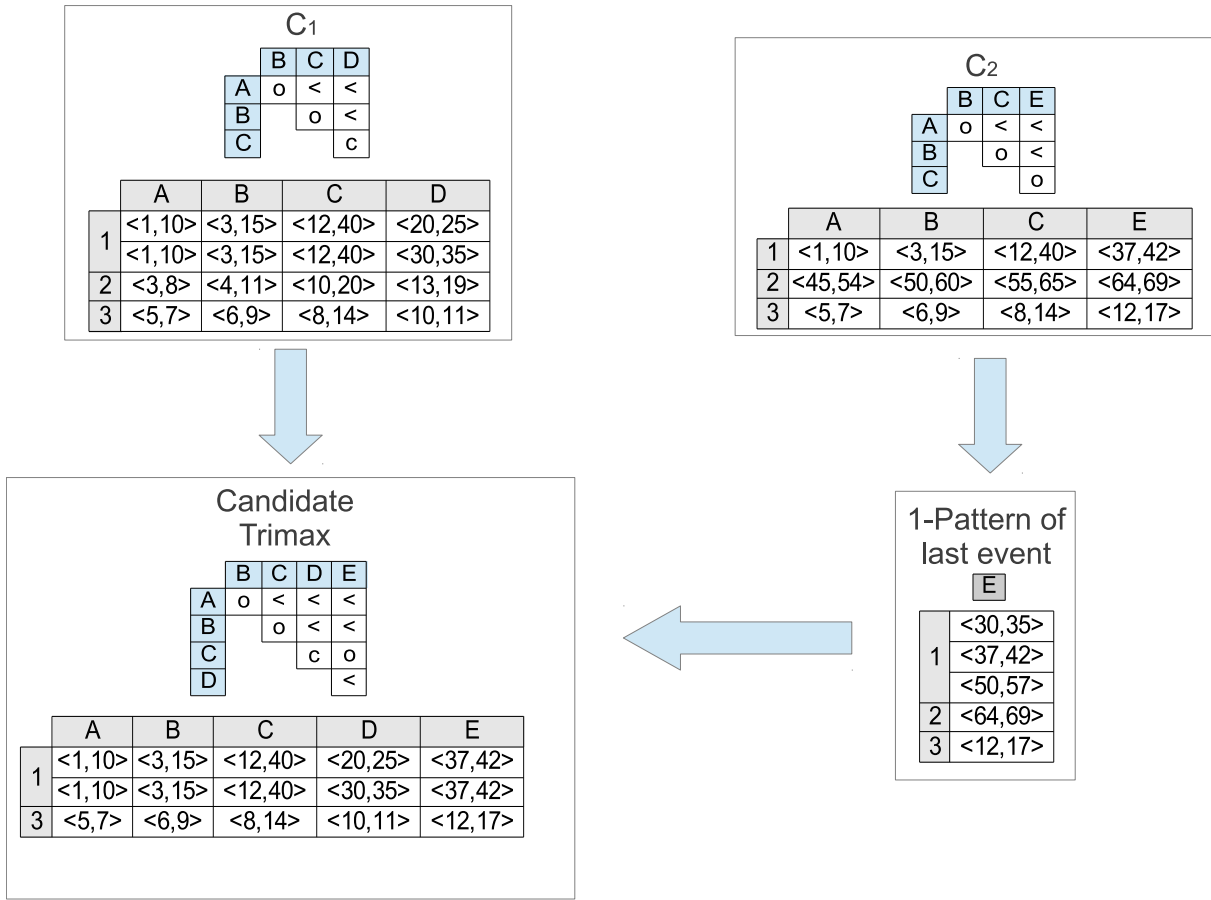 C1
B C D
A o < <
B o <
C c
A B C D
1 <1,10> <3,15> <12,40> <20,25>
<1,10> <3,15> <12,40> <30,35>
2 <3,8> <4,11> <10,20> <13,19>
3 <5,7> <6,9> <8,14> <10,11>
C2
B C E
A o < <
B o <
C o
A B C E
1 <1,10> <3,15> <12,40> <37,42>
2 <45,54> <50,60> <55,65> <64,69>
3 <5,7> <6,9> <8,14> <12,17>
Candidate
Trimax
B C D E
A o < < <
B o < <
C c o
D <
A B C D E
1 <1,10> <3,15> <12,40> <20,25> <37,42>
<1,10> <3,15> <12,40> <30,35> <37,42>
3 <5,7> <6,9> <8,14> <10,11> <12,17>
1-Pattern of
last event
E
<30,35>
1 <37,42>
<50,57>
2 <64,69>
3 <12,17>